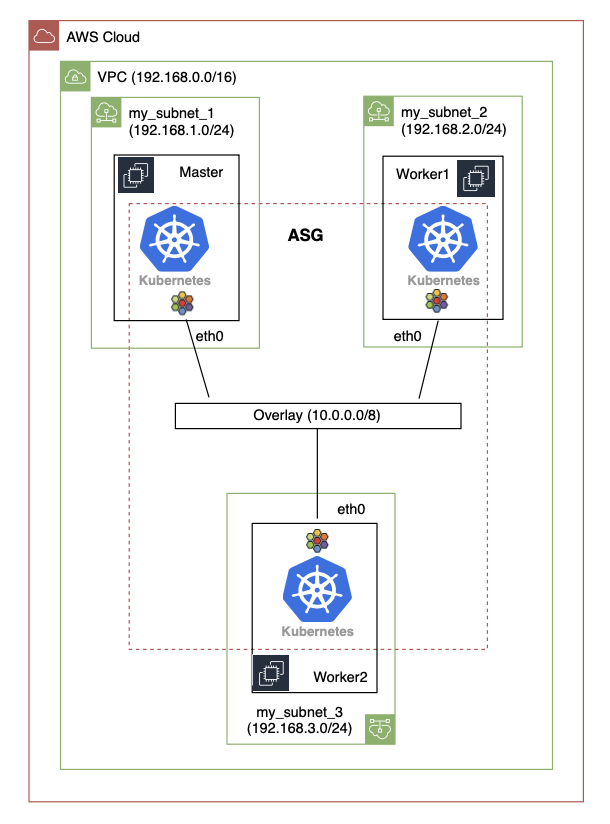 AWS Cloud
VPC (192.168.0.0/16)
my_subnet_1
(192.168.1.0/24)
my_subnet_2
(192.168.2.0/24)
Master
Worker1
ASG
Kubernetes
Kubernetes
eth0
eth0
Overlay (10.0.0.0/8)
eth0
Kubernetes
Worker2
my_subnet_3
(192.168.3.0/24)